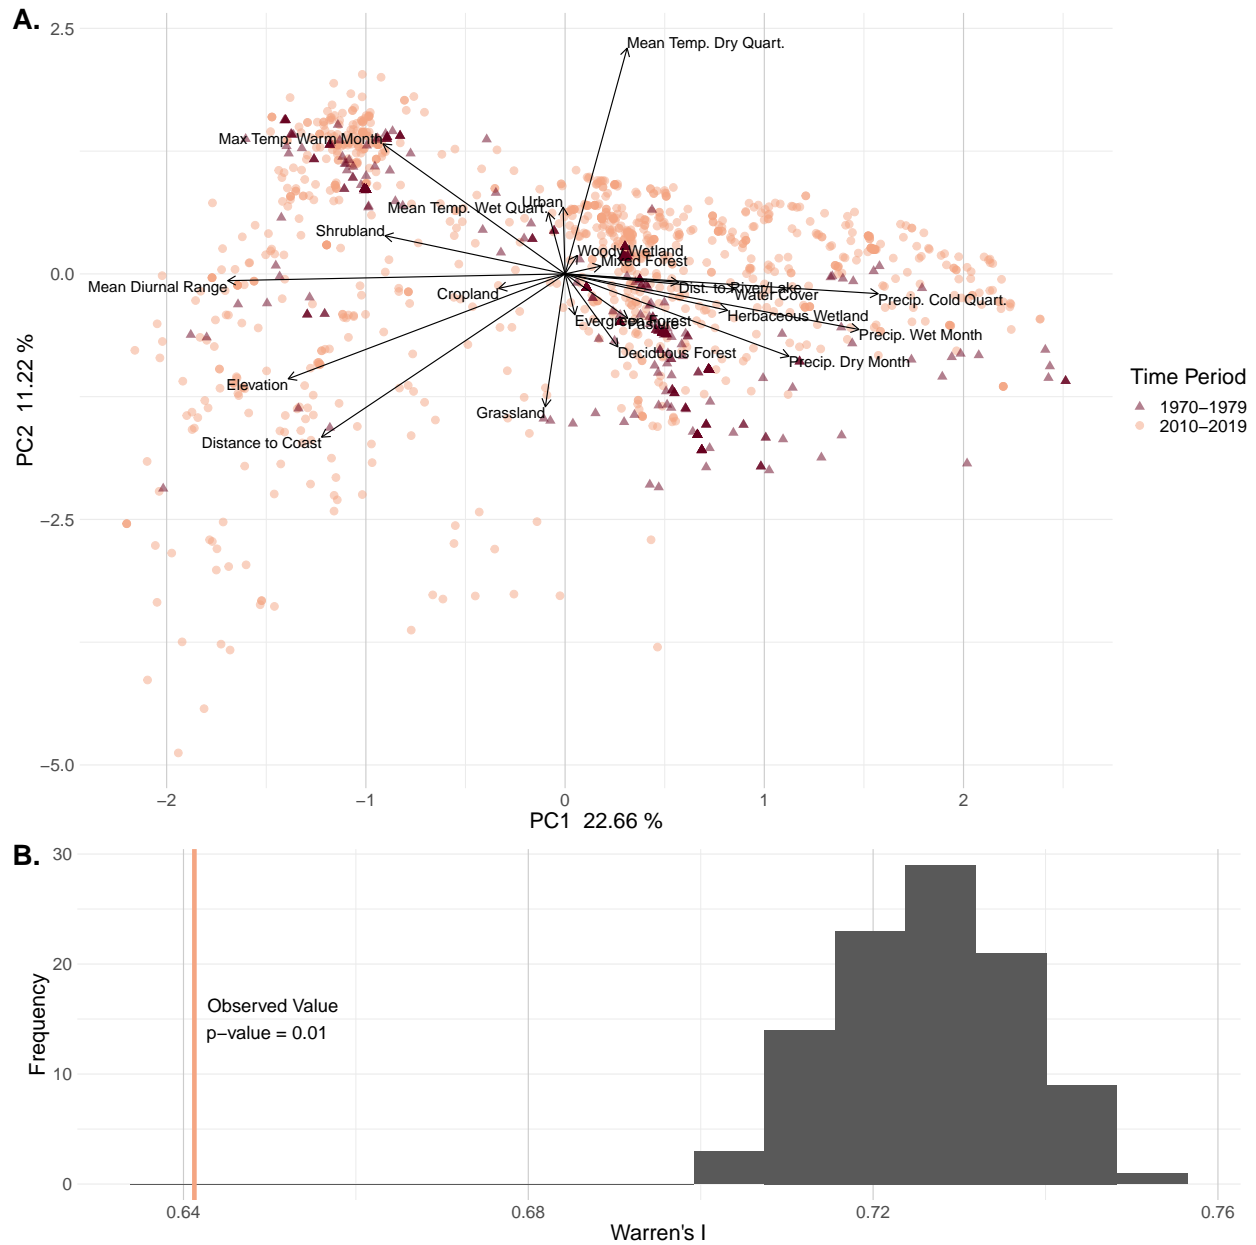 A.
2.5
0.0
−2.5
−5.0
PC2  11.22 %
Mean Temp. Dry Quart.
Max Temp. Warm Month
Urban
Mean Temp. Wet Quart.
Shrubland
Woody Wetland
Mixed Forest
Mean Diurnal Range
Cropland
Dist. to River/Lake
Water Cover
Precip. Cold Quart.
Herbaceous Wetland
Evergreen Forest
Pasture
Precip. Wet Month
Deciduous Forest
Precip. Dry Month
Elevation
Grassland
Distance to Coast
−2
−1
0
1
2
PC1  22.66 %
Time Period
1970−1979
2010−2019
B.
30
20
10
0
Frequency
Observed Value
p−value = 0.01
0.64
0.68
0.72
0.76
Warren's I